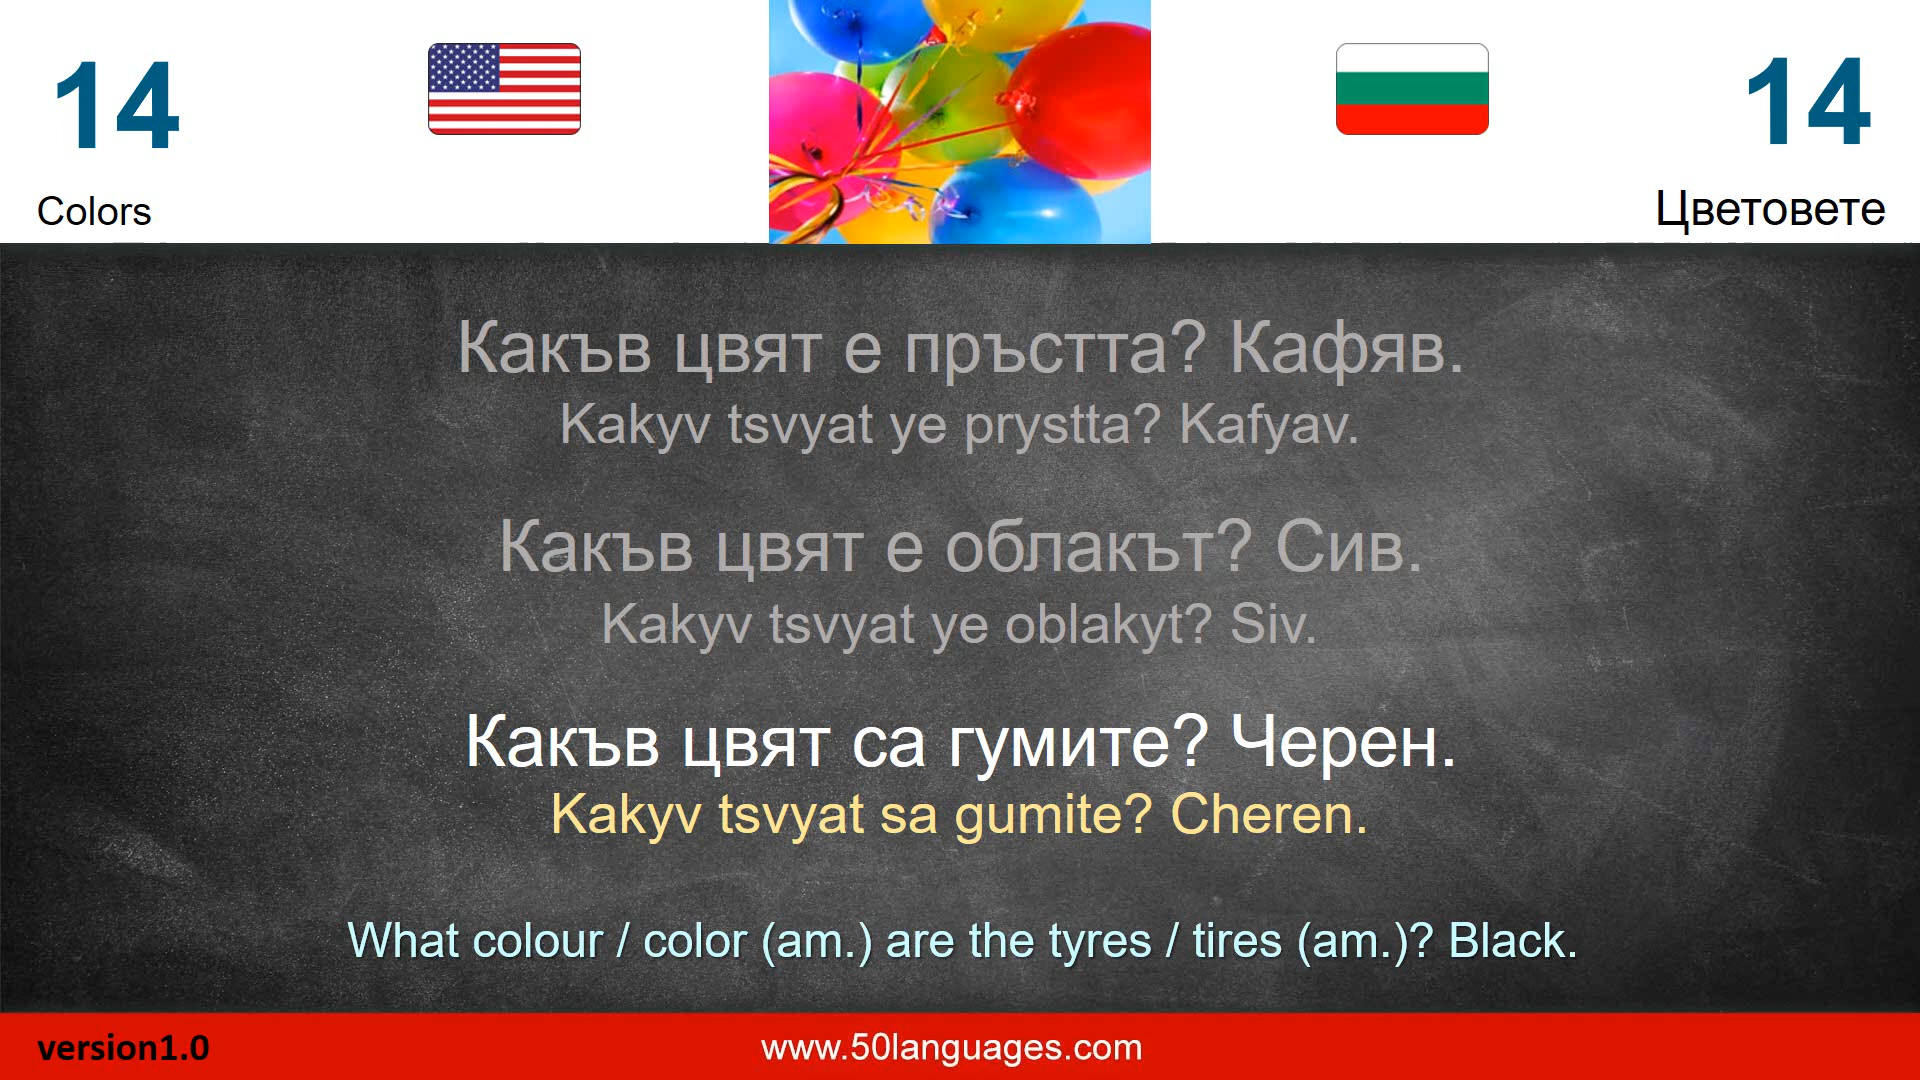 14
14
Colors
Цветовете
Какъв цвят е пръстта? Кафяв.
Kakyv tsvyat ye prystta? Kafyav.
Какъв цвят е облакът? Сив.
Kakyv tsvyat ye oblakyt? Siv.
Какъв цвят са гумите? Черен.
Kakyv tsvyat sa gumite? Cheren.
What colour / color (am.) are the tyres / tires (am.)? Black.
version1.0
www.50languages.com